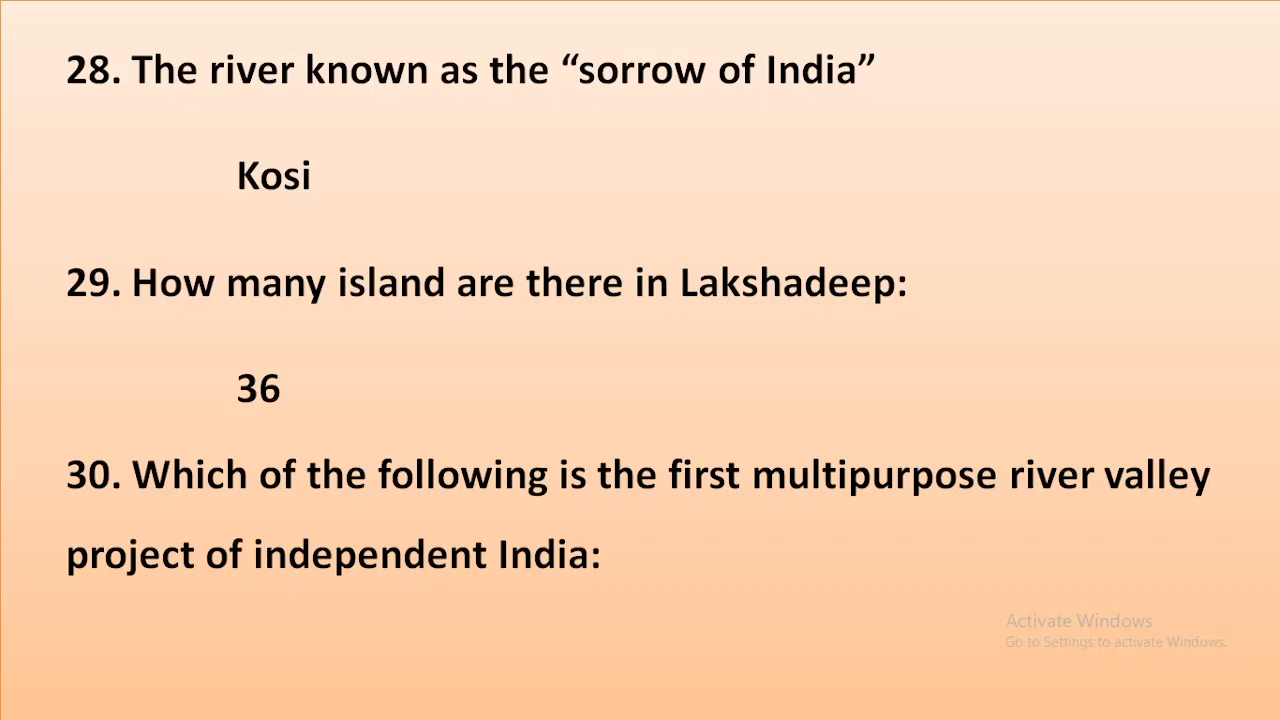 28. The river known as the “sorrow of India”
Kosi
29. How many island are there in Lakshadeep:
36
30. Which of the following is the first multipurpose river valley
project of independent India:
Activate Windows
Go to Settings to activate Windows.